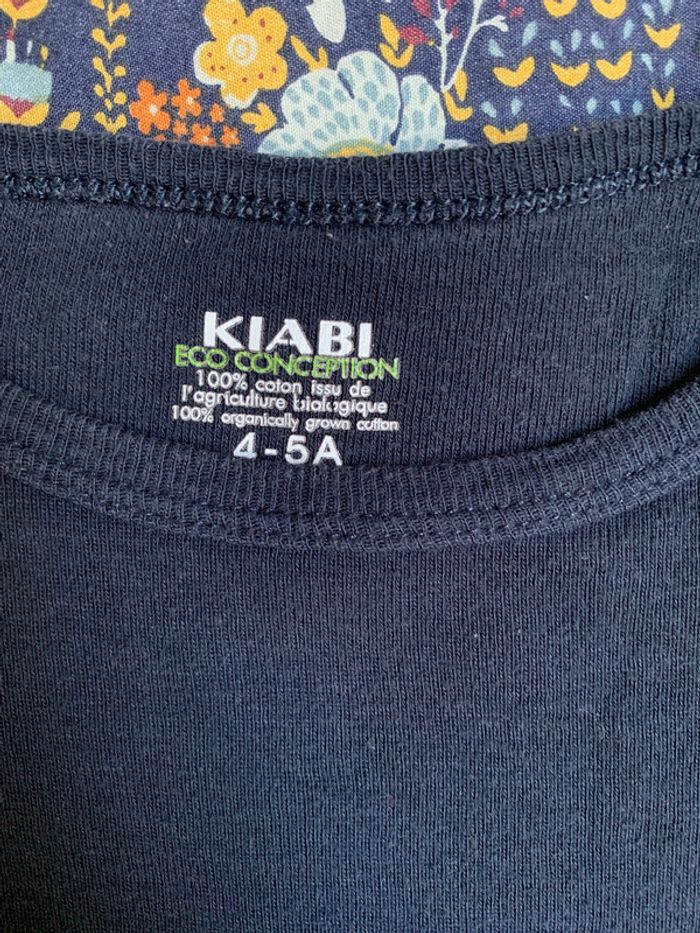 KIABI
ECO CONCEPTION
100% coton issu de
l'agriculture biologique
100% organically grown cotton
4-5A